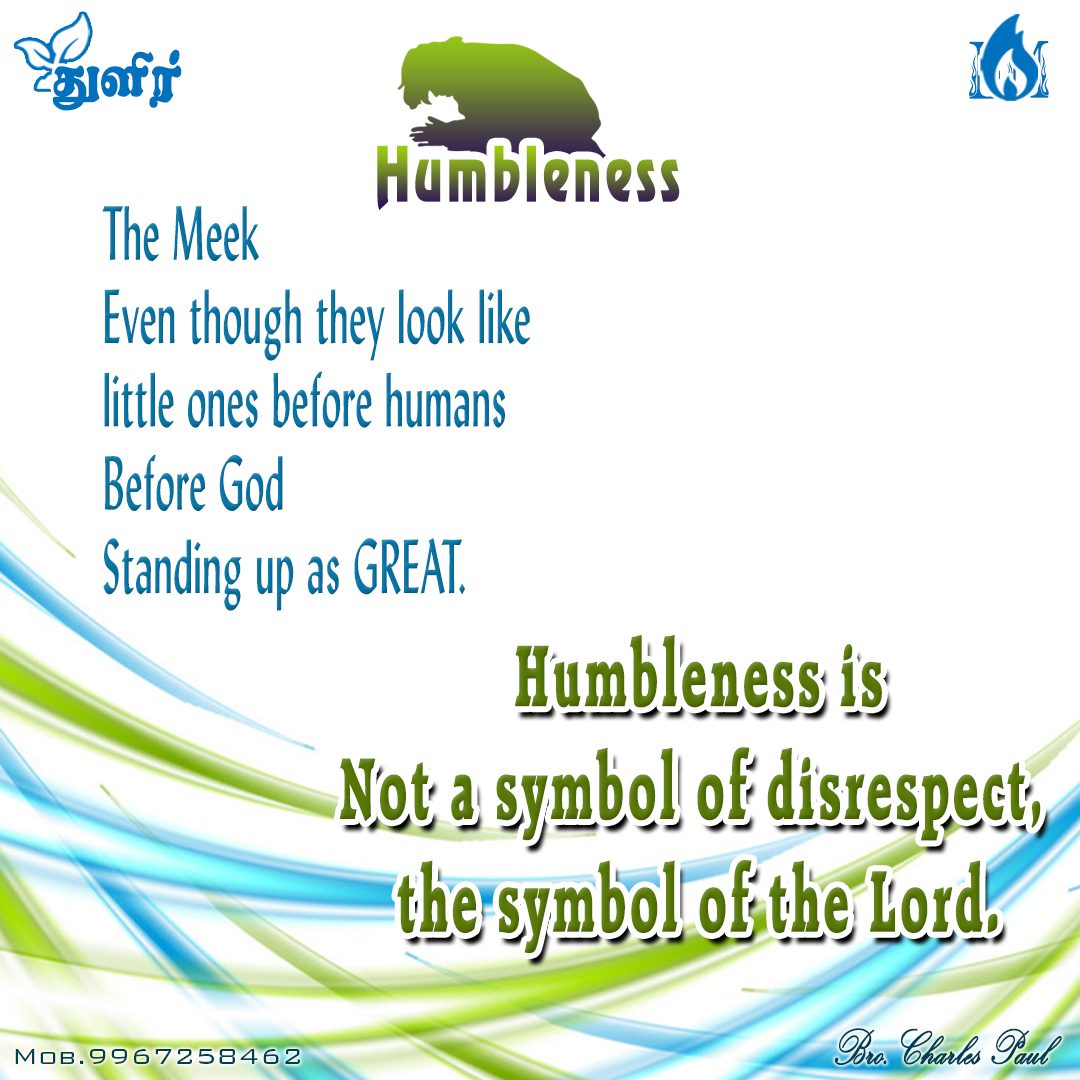 துளிர்
Humbleness
The Meek
Even though they look like
little ones before humans
Before God
Standing up as GREAT.
Humbleness is
Not a symbol of disrespect,
the symbol of the Lord.
Mob.9967258462
Bro. Charles Paul